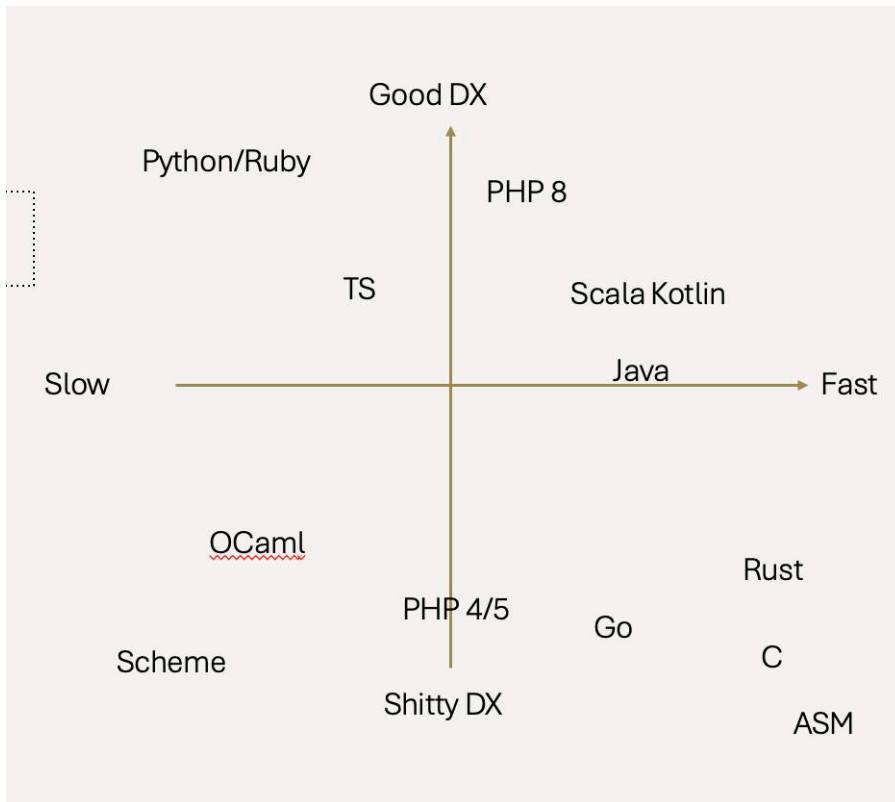 Good DX
Python/Ruby
PHP 8
TS
Scala Kotlin
Java
Slow
Fast
OCaml
Rust
PHP 4/5
Go
C
Scheme
Shitty DX
ASM